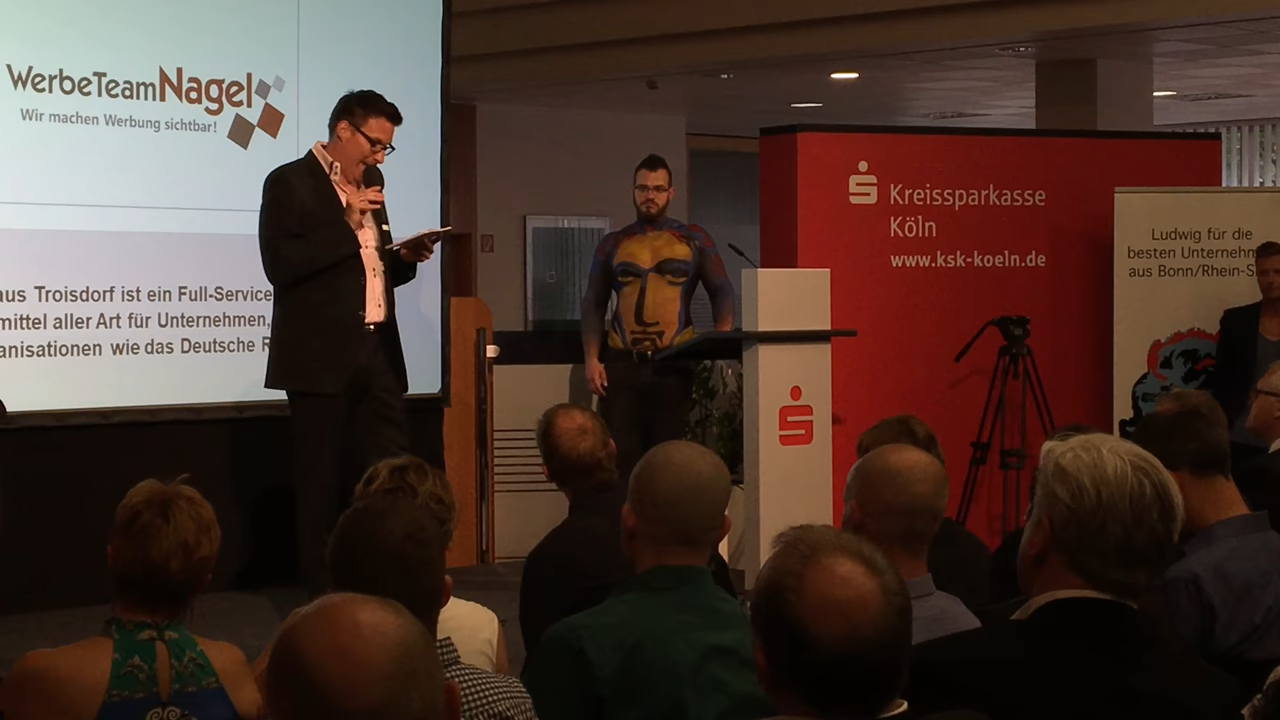 WerbeTeamNagel
Wir machen Werbung sichtbar!
aus Troisdorf ist ein Full-Service
mittel aller Art für Unternehmen,
anisationen wie das Deutsche R
Kreissparkasse
Köln
www.ksk-koeln.de
Ludwig für die
besten Unternehm
aus Bonn/Rhein-S